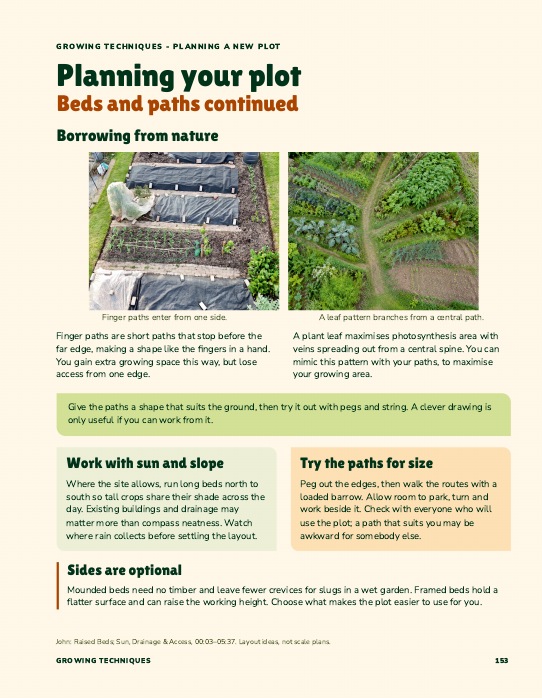 GROWING TECHNIQUES - PLANNING A NEW PLOT
Planning your plot
Beds and paths continued
Borrowing from nature
Finger paths enter from one side.
A leaf pattern branches from a central path.
Finger paths are short paths that stop before the
far edge, making a shape like the fingers in a hand.
You gain extra growing space this way, but lose
access from one edge.
A plant leaf maximises photosynthesis area with
veins spreading out from a central spine. You can
mimic this pattern with your paths, to maximise
your growing area.
Give the paths a shape that suits the ground, then try it out with pegs and string. A clever drawing is
only useful if you can work from it.
Work with sun and slope
Where the site allows, run long beds north to
south so tall crops share their shade across the
day. Existing buildings and drainage may
matter more than compass neatness. Watch
where rain collects before settling the layout.
Try the paths for size
Peg out the edges, then walk the routes with a
loaded barrow. Allow room to park, turn and
work beside it. Check with everyone who will
use the plot; a path that suits you may be
awkward for somebody else.
Sides are optional
Mounded beds need no timber and leave fewer crevices for slugs in a wet garden. Framed beds hold a
flatter surface and can raise the working height. Choose what makes the plot easier to use for you.
John: Raised Beds; Sun, Drainage & Access, 00:03–05:37. Layout ideas, not scale plans.
GROWING TECHNIQUES
153